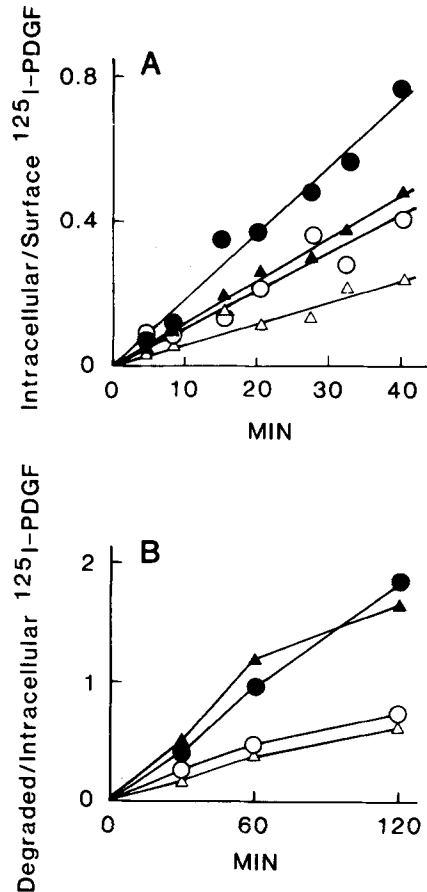 A
Intracellular/Surface ¹²⁵I-PDGF
0.8
0.4
0
0 10 20 30 40
MIN
B
Degraded/Intracellular ¹²⁵I-PDGF
2
1
0
0 60 120
MIN